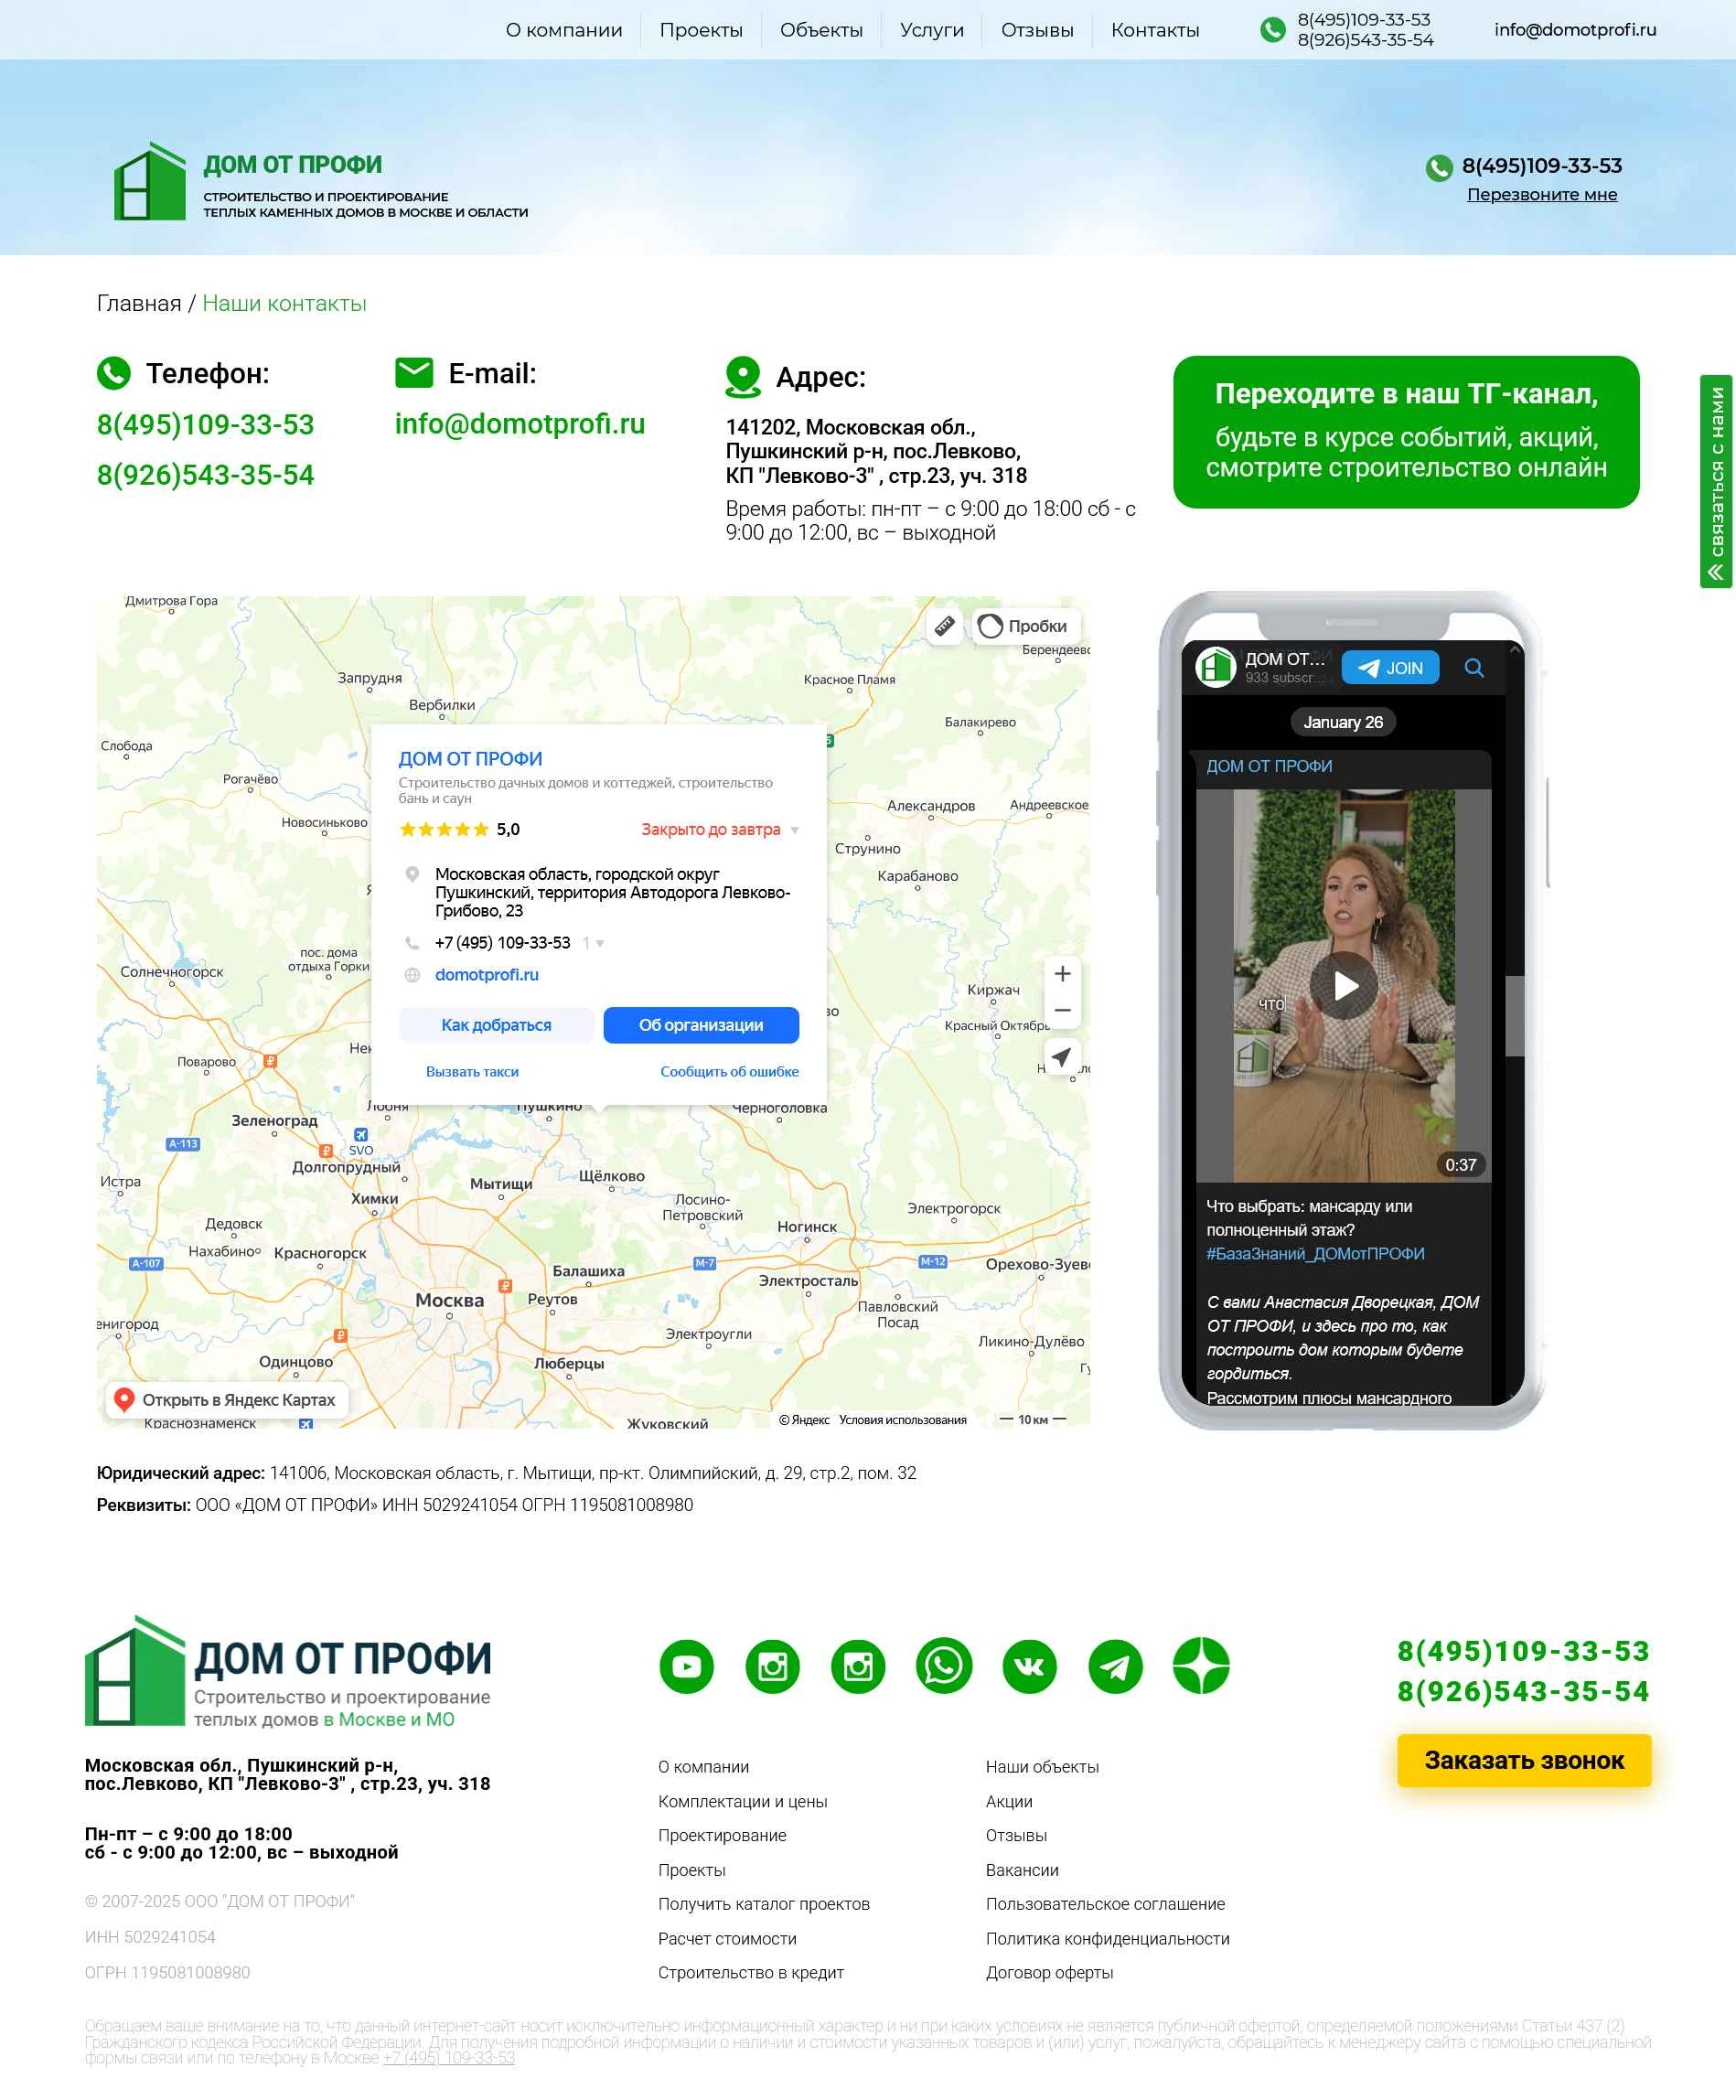 О компании
Проекты
Объекты
Услуги
Отзывы
Контакты
8(495)109-33-53
8(926)543-35-54
info@domotprofi.ru
ДОМ ОТ ПРОФИ
СТРОИТЕЛЬСТВО И ПРОЕКТИРОВАНИЕ
ТЕПЛЫХ КАМЕННЫХ ДОМОВ В МОСКВЕ И ОБЛАСТИ
8(495)109-33-53
Перезвоните мне
Главная / Наши контакты
Телефон:
8(495)109-33-53
8(926)543-35-54
E-mail:
info@domotprofi.ru
Адрес:
141202, Московская обл.,
Пушкинский р-н, пос.Левково,
КП "Левково-3" , стр.23, уч. 318
Время работы: пн-пт – с 9:00 до 18:00 сб - с
9:00 до 12:00, вс – выходной
Переходите в наш ТГ-канал,
будьте в курсе событий, акций,
смотрите строительство онлайн
связаться с нами
Дмитрова Гора
Пробки
Запрудня
Вербилки
Красное Пламя
Балакирево
Слобода
Рогачёво
Новосиньково
Александров
Андреевское
Струнино
Карабаново
ДОМ ОТ ПРОФИ
Строительство дачных домов и коттеджей, строительство
бань и саун
5,0
Закрыто до завтра
Московская область, городской округ
Пушкинский, территория Автодорога Левково-
Грибово, 23
+7 (495) 109-33-53 1
domotprofi.ru
Как добраться
Об организации
Вызвать такси
Сообщить об ошибке
пос. дома
отдыха Горки
Солнечногорск
Киржач
Красный Октябрь
Поварово
Лобня
Пушкино
Черноголовка
Зеленоград
А-113
SVO
Долгопрудный
Истра
Химки
Мытищи
Щёлково
Лосино-
Петровский
Электрогорск
Дедовск
Ногинск
Нахабино
Красногорск
А-107
М-7
М-12
Балашиха
Электросталь
Орехово-Зуево
Москва
Реутов
Павловский
Посад
енигород
Электроугли
Ликино-Дулёво
Одинцово
Люберцы
Открыть в Яндекс Картах
Краснознаменск
Жуковский
© Яндекс Условия использования
10 км
ДОМ ОТ...
933 subscr...
JOIN
January 26
ДОМ ОТ ПРОФИ
что
0:37
Что выбрать: мансарду или
полноценный этаж?
#БазаЗнаний_ДОМотПРОФИ
С вами Анастасия Дворецкая, ДОМ
ОТ ПРОФИ, и здесь про то, как
построить дом которым будете
гордиться.
Рассмотрим плюсы мансардного
Юридический адрес: 141006, Московская область, г. Мытищи, пр-кт. Олимпийский, д. 29, стр.2, пом. 32
Реквизиты: ООО «ДОМ ОТ ПРОФИ» ИНН 5029241054 ОГРН 1195081008980
ДОМ ОТ ПРОФИ
Строительство и проектирование
теплых домов в Москве и МО
Московская обл., Пушкинский р-н,
пос.Левково, КП "Левково-3" , стр.23, уч. 318
Пн-пт – с 9:00 до 18:00
сб - с 9:00 до 12:00, вс – выходной
© 2007-2025 ООО "ДОМ ОТ ПРОФИ"
ИНН 5029241054
ОГРН 1195081008980
О компании
Комплектации и цены
Проектирование
Проекты
Получить каталог проектов
Расчет стоимости
Строительство в кредит
Наши объекты
Акции
Отзывы
Вакансии
Пользовательское соглашение
Политика конфиденциальности
Договор оферты
8(495)109-33-53
8(926)543-35-54
Заказать звонок
Обращаем ваше внимание на то, что данный интернет-сайт носит исключительно информационный характер и ни при каких условиях не является публичной офертой, определяемой положениями Статьи 437 (2)
Гражданского кодекса Российской Федерации. Для получения подробной информации о наличии и стоимости указанных товаров и (или) услуг, пожалуйста, обращайтесь к менеджеру сайта с помощью специальной
формы связи или по телефону в Москве +7 (495) 109-33-53